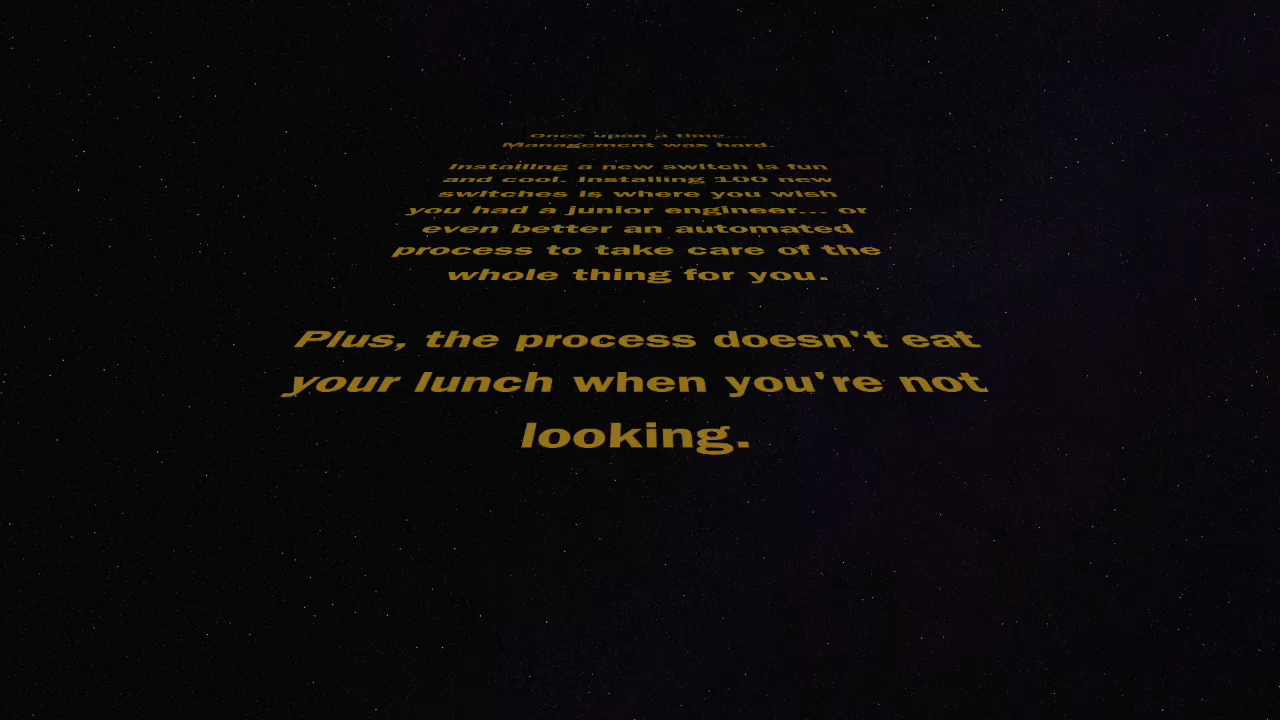 Once upon a time...
Management was hard.
Installing a new switch is fun
and cool. Installing 100 new
switches is where you wish
you had a junior engineer... or
even better an automated
process to take care of the
whole thing for you.
Plus, the process doesn't eat
your lunch when you're not
looking.